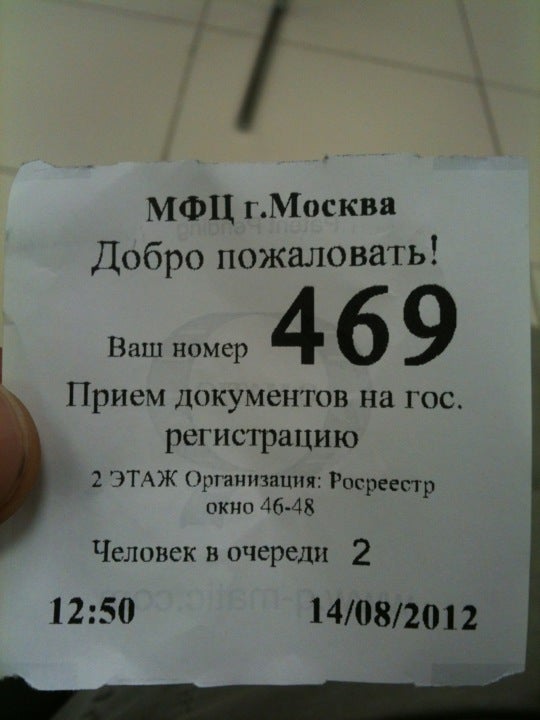 МФЦ г.Москва
Добро пожаловать!
Ваш номер 469
Прием документов на гос.
регистрацию
2 ЭТАЖ Организация: Росреестр
окно 46-48
Человек в очереди 2
12:50 14/08/2012